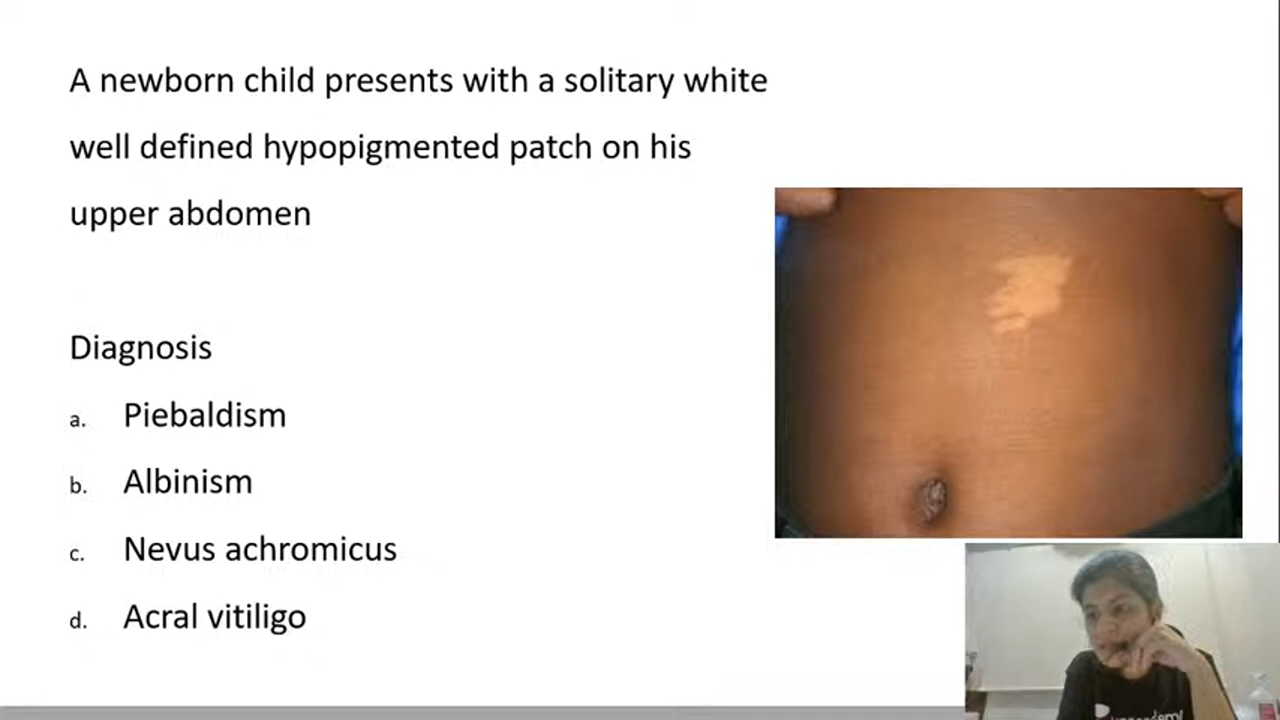 A newborn child presents with a solitary white
well defined hypopigmented patch on his
upper abdomen
Diagnosis
a. Piebaldism
b. Albinism
c. Nevus achromicus
d. Acral vitiligo